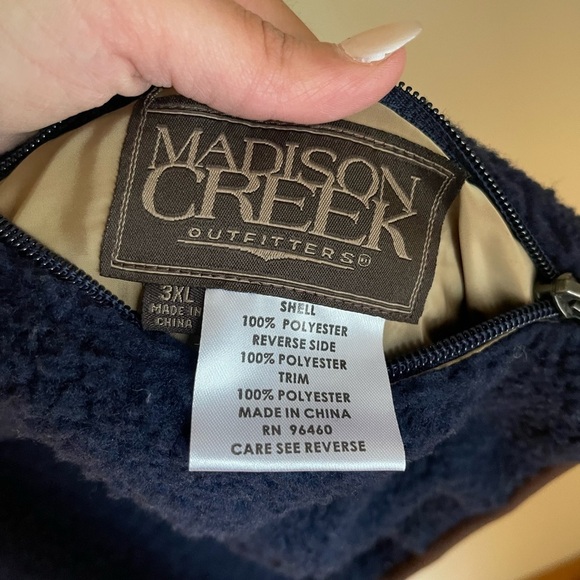 MADISON
CREEK
OUTFITTERS
3XL
MADE IN
CHINA
SHELL
100% POLYESTER
REVERSE SIDE
100% POLYESTER
TRIM
100% POLYESTER
MADE IN CHINA
RN 96460
CARE SEE REVERSE